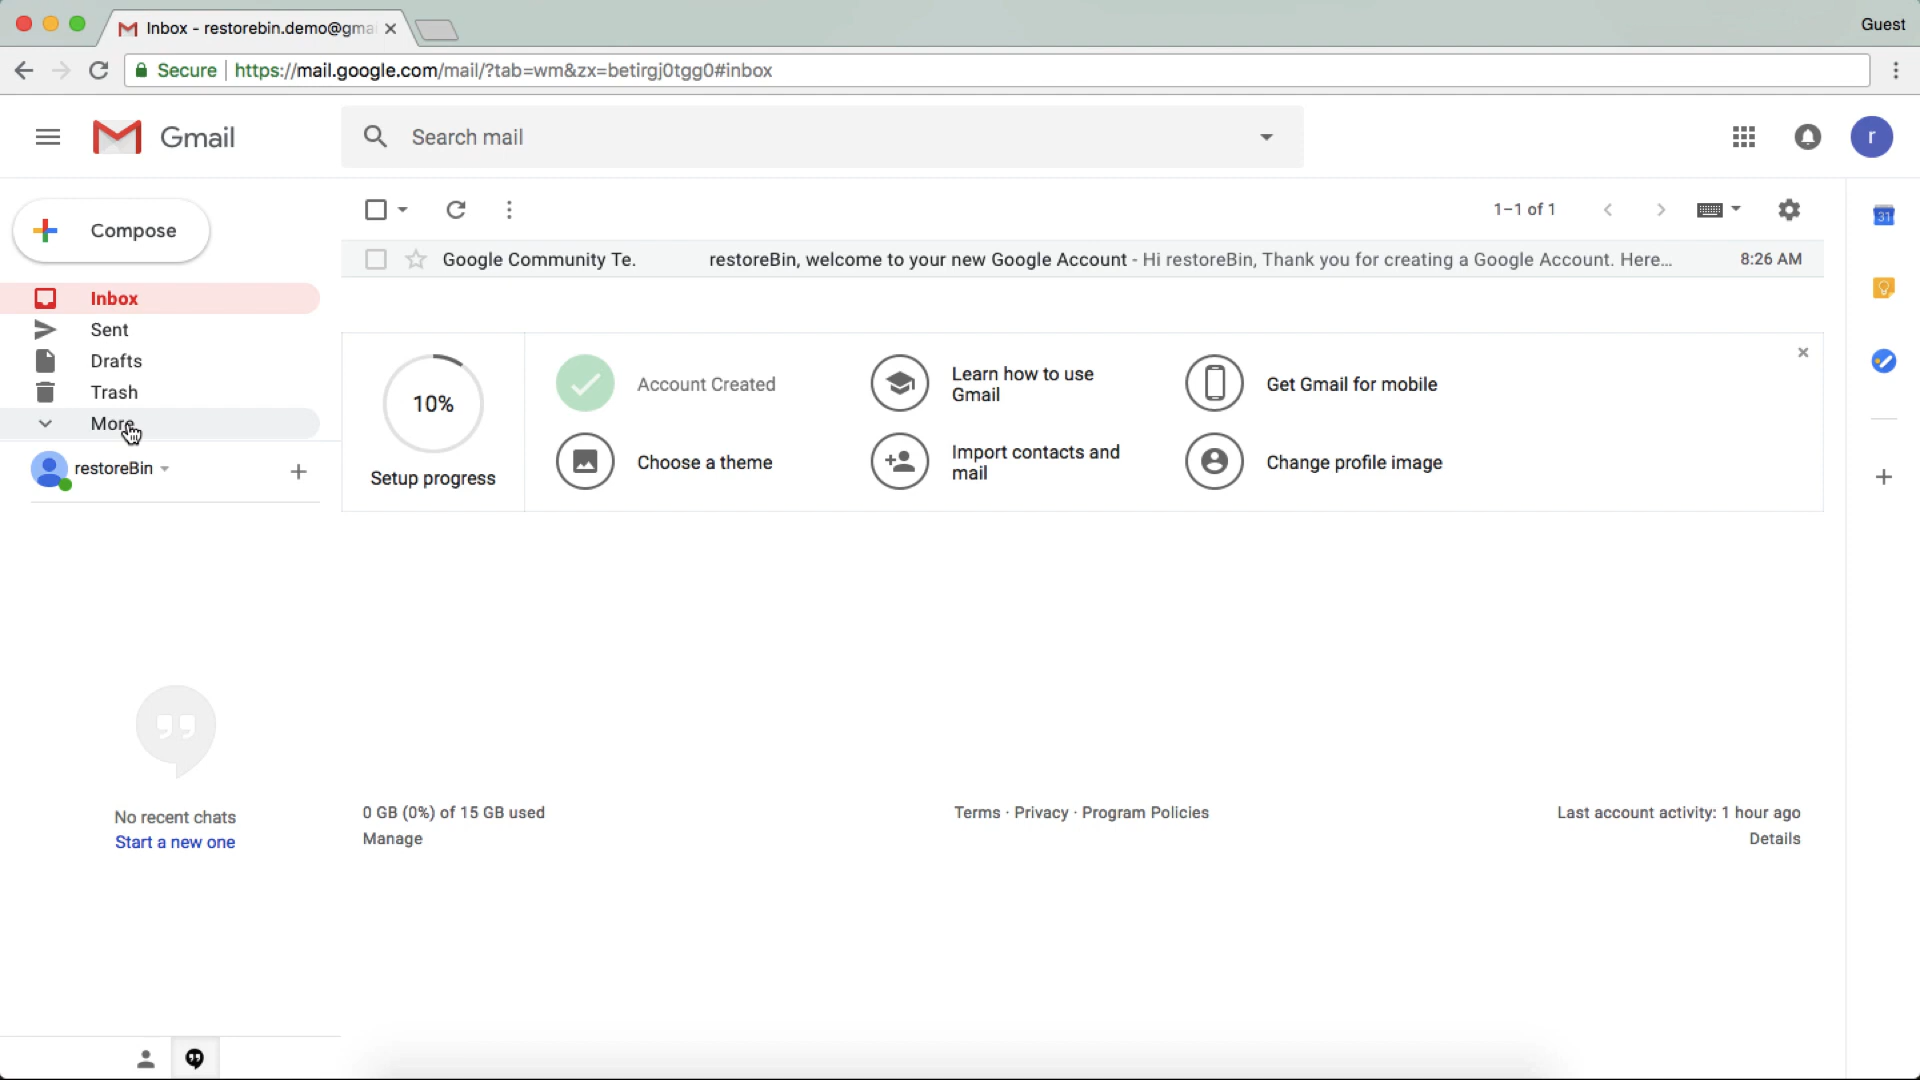 Inbox - restorebin.demo@gma
Guest
Secure https://mail.google.com/mail/?tab=wm&zx=betirgj0tgg0#inbox
Gmail
Search mail
r
Compose
1–1 of 1
31
Google Community Te. restoreBin, welcome to your new Google Account - Hi restoreBin, Thank you for creating a Google Account. Here... 8:26 AM
Inbox
Sent
Drafts
Trash
More
restoreBin
10%
Setup progress
Account Created
Learn how to use
Gmail
Get Gmail for mobile
Choose a theme
Import contacts and
mail
Change profile image
No recent chats
Start a new one
0 GB (0%) of 15 GB used
Manage
Terms · Privacy · Program Policies
Last account activity: 1 hour ago
Details